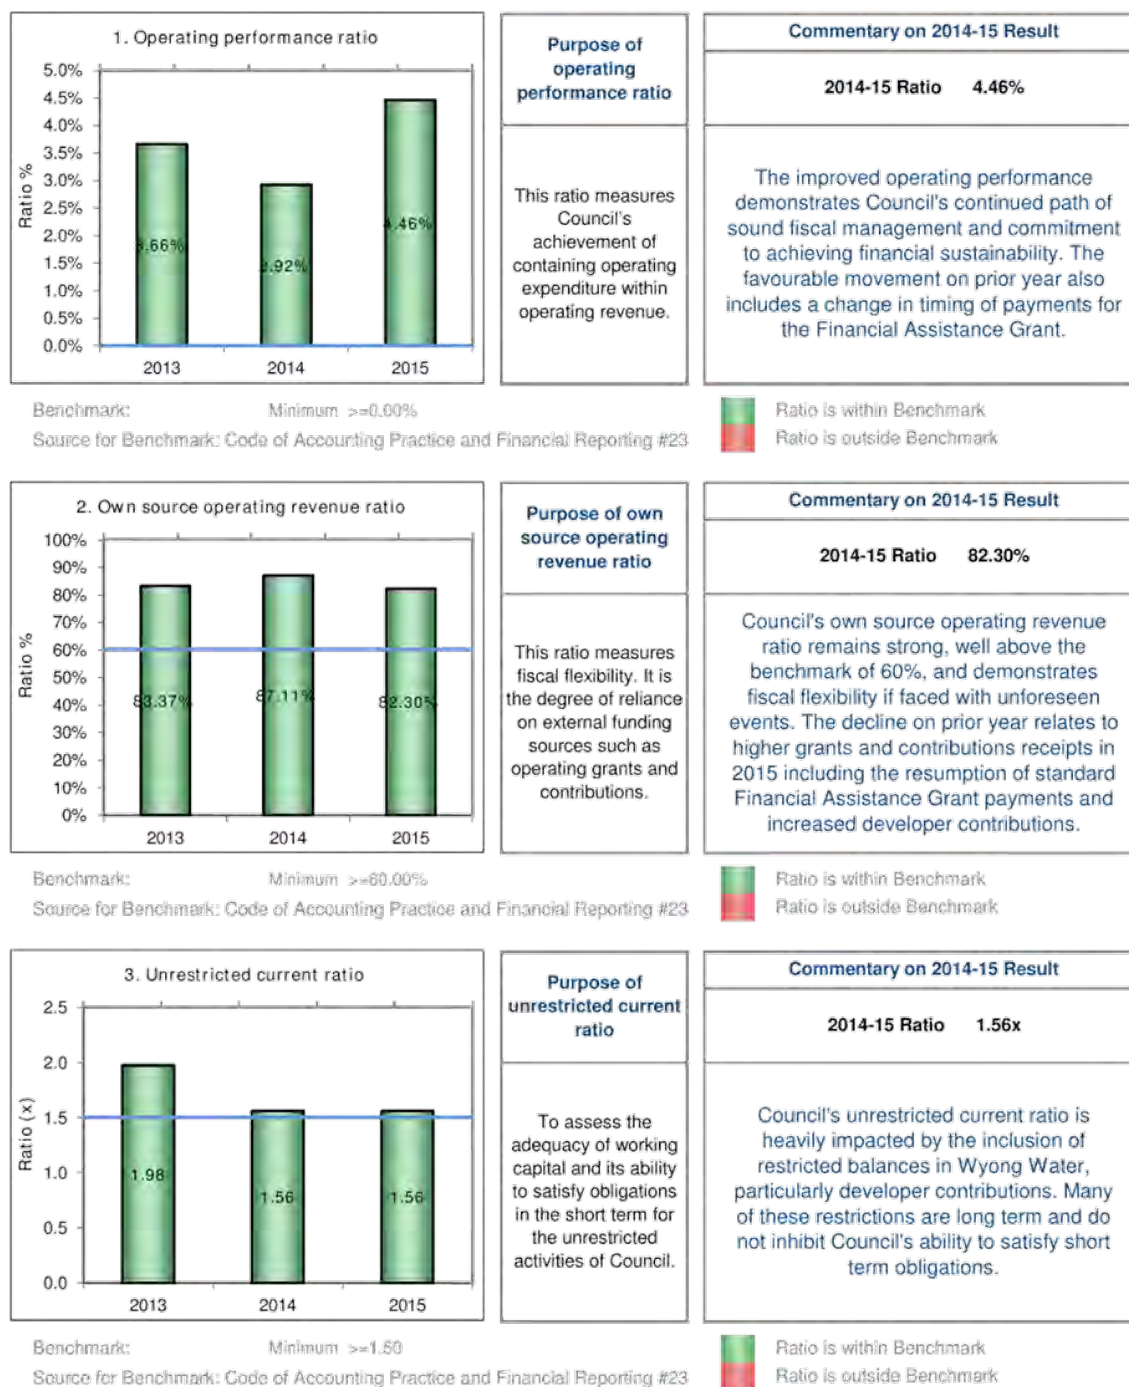 1. Operating performance ratio
5.0%
4.5%
4.0%
3.5%
3.0%
2.5%
2.0%
1.5%
1.0%
0.5%
0.0%
Ratio %
3.66%
2.92%
4.46%
2013 2014 2015
Purpose of
operating
performance ratio
This ratio measures
Council's
achievement of
containing operating
expenditure within
operating revenue.
Commentary on 2014-15 Result
2014-15 Ratio 4.46%
The improved operating performance
demonstrates Council's continued path of
sound fiscal management and commitment
to achieving financial sustainability. The
favourable movement on prior year also
includes a change in timing of payments for
the Financial Assistance Grant.
Benchmark: Minimum >=0.00%
Source for Benchmark: Code of Accounting Practice and Financial Reporting #23
Ratio is within Benchmark
Ratio is outside Benchmark
2. Own source operating revenue ratio
100%
90%
80%
70%
60%
50%
40%
30%
20%
10%
0%
Ratio %
83.37%
87.11%
82.30%
2013 2014 2015
Purpose of own
source operating
revenue ratio
This ratio measures
fiscal flexibility. It is
the degree of reliance
on external funding
sources such as
operating grants and
contributions.
Commentary on 2014-15 Result
2014-15 Ratio 82.30%
Council's own source operating revenue
ratio remains strong, well above the
benchmark of 60%, and demonstrates
fiscal flexibility if faced with unforeseen
events. The decline on prior year relates to
higher grants and contributions receipts in
2015 including the resumption of standard
Financial Assistance Grant payments and
increased developer contributions.
Benchmark: Minimum >=60.00%
Source for Benchmark: Code of Accounting Practice and Financial Reporting #23
Ratio is within Benchmark
Ratio is outside Benchmark
3. Unrestricted current ratio
2.5
2.0
1.5
1.0
0.5
0.0
Ratio (x)
1.98
1.56
1.56
2013 2014 2015
Purpose of
unrestricted current
ratio
To assess the
adequacy of working
capital and its ability
to satisfy obligations
in the short term for
the unrestricted
activities of Council.
Commentary on 2014-15 Result
2014-15 Ratio 1.56x
Council's unrestricted current ratio is
heavily impacted by the inclusion of
restricted balances in Wyong Water,
particularly developer contributions. Many
of these restrictions are long term and do
not inhibit Council's ability to satisfy short
term obligations.
Benchmark: Minimum >=1.50
Source for Benchmark: Code of Accounting Practice and Financial Reporting #23
Ratio is within Benchmark
Ratio is outside Benchmark